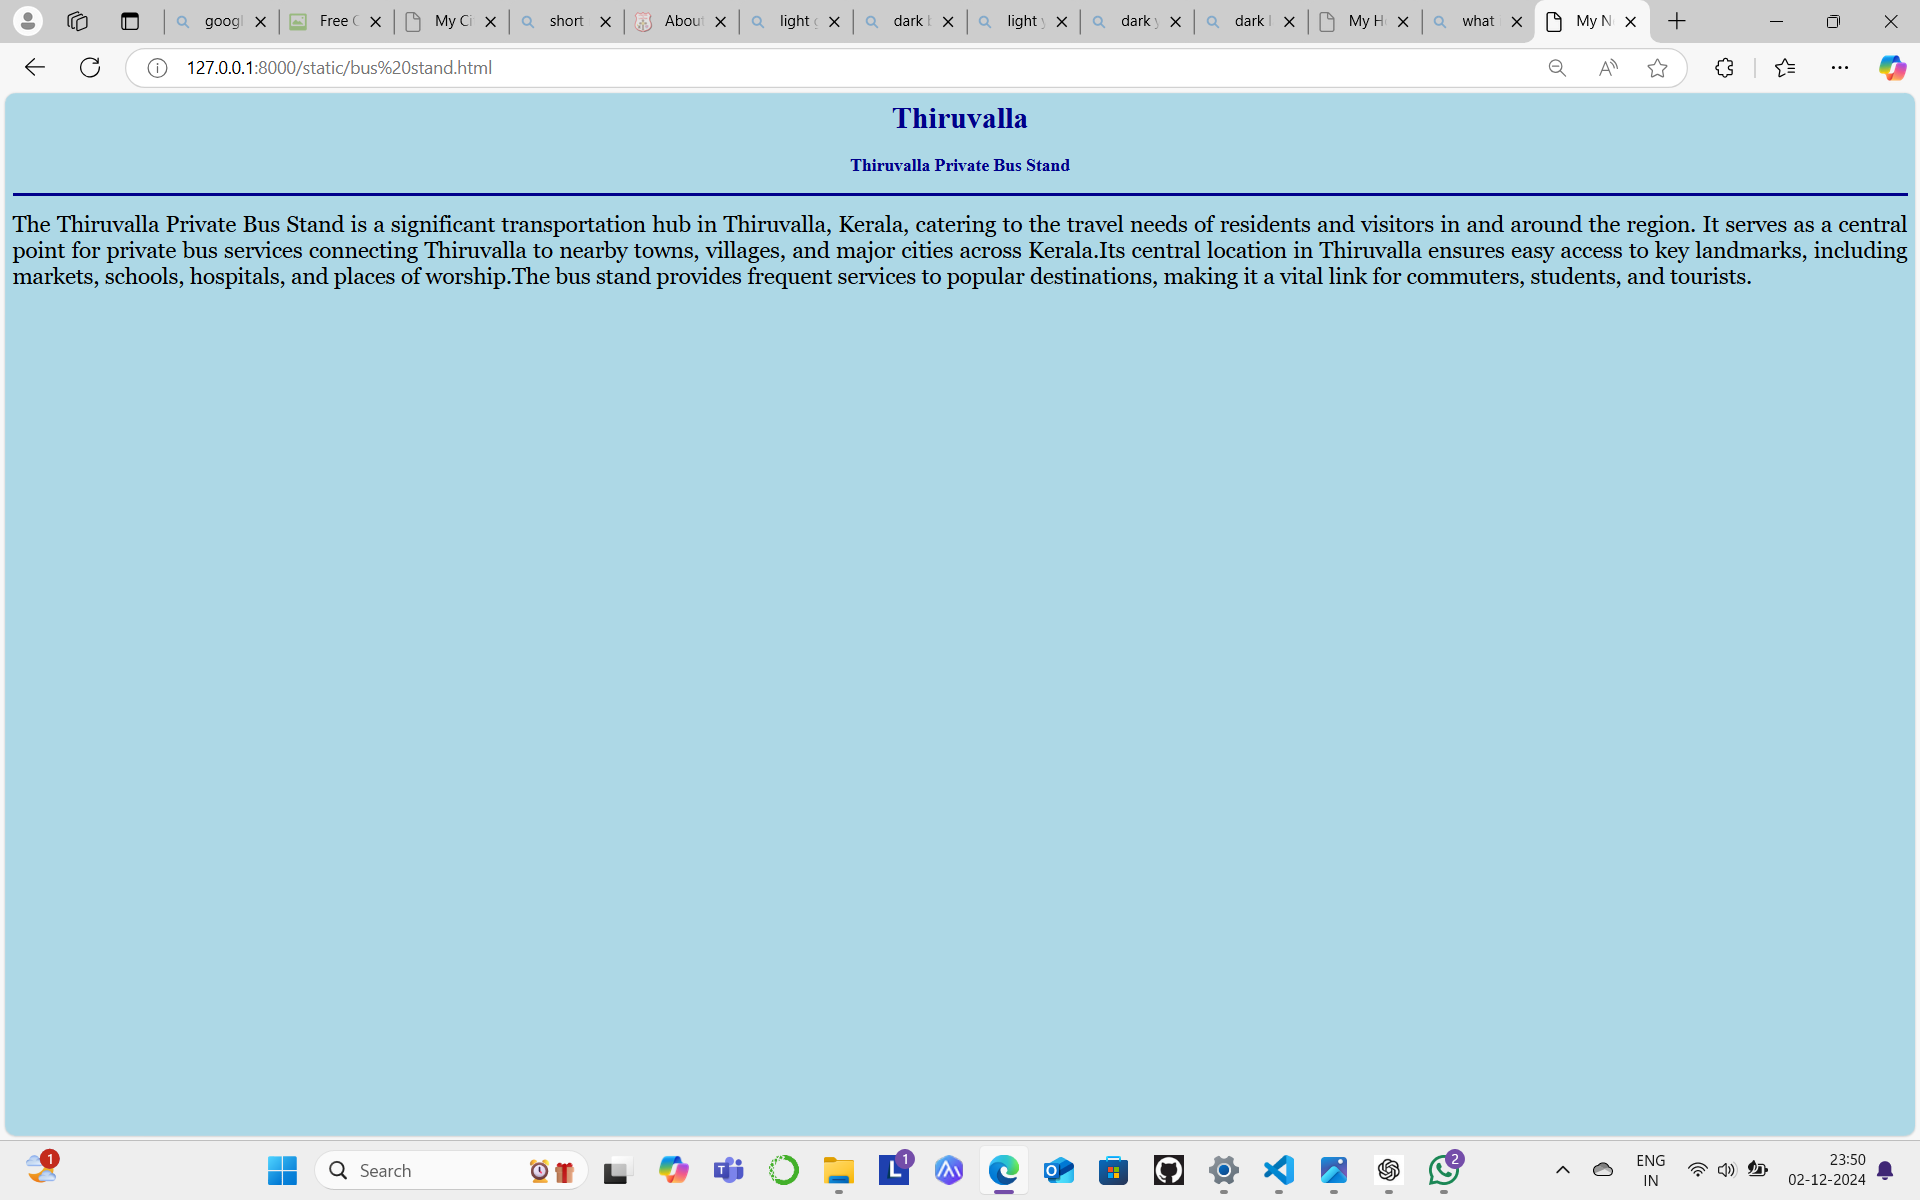 googl
Free C
My Ci
short
About
light g
dark b
light y
dark y
dark l
My H
what
My N
127.0.0.1:8000/static/bus%20stand.html
Thiruvalla
Thiruvalla Private Bus Stand
The Thiruvalla Private Bus Stand is a significant transportation hub in Thiruvalla, Kerala, catering to the travel needs of residents and visitors in and around the region. It serves as a central
point for private bus services connecting Thiruvalla to nearby towns, villages, and major cities across Kerala.Its central location in Thiruvalla ensures easy access to key landmarks, including
markets, schools, hospitals, and places of worship.The bus stand provides frequent services to popular destinations, making it a vital link for commuters, students, and tourists.
1
Search
1
2
ENG
IN
23:50
02-12-2024